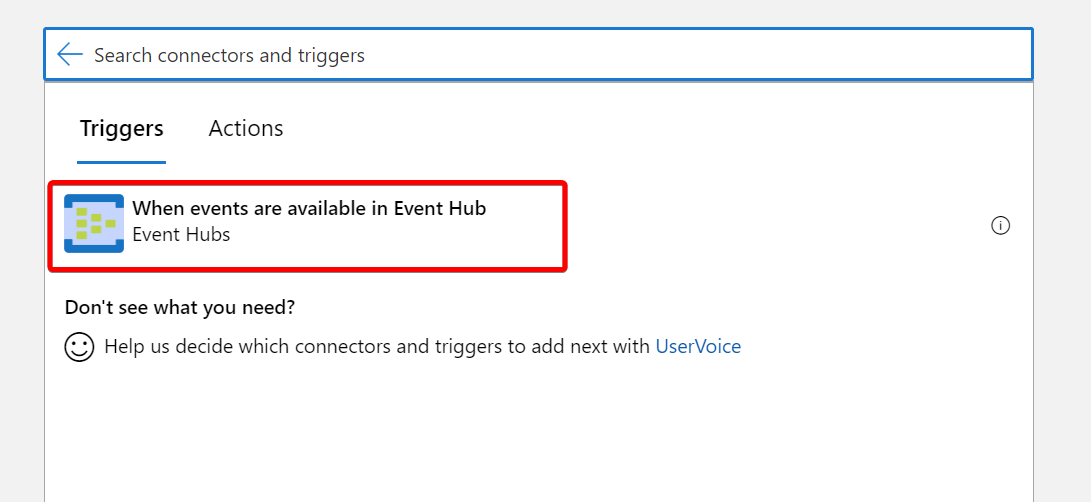 Search connectors and triggers
Triggers Actions
When events are available in Event Hub
Event Hubs
Don't see what you need?
Help us decide which connectors and triggers to add next with UserVoice